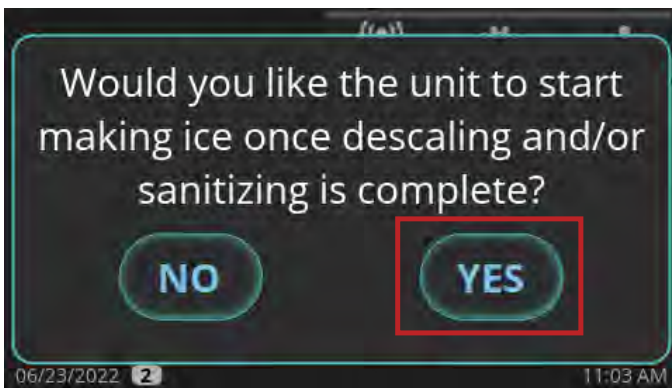 Would you like the unit to start
making ice once descaling and/or
sanitizing is complete?
NO YES
06/23/2022 2 11:03 AM